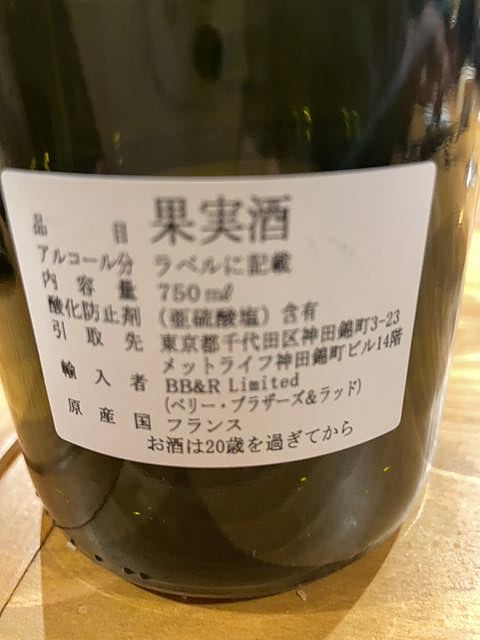 品目 果実酒
アルコール分 ラベルに記載
内容量 750㎖
酸化防止剤 (亜硫酸塩) 含有
引取先 東京都千代田区神田錦町3-23
メットライフ神田錦町ビル14階
輸入者 BB&R Limited
(ベリー・ブラザーズ&ラッド)
原産国 フランス
お酒は20歳を過ぎてから